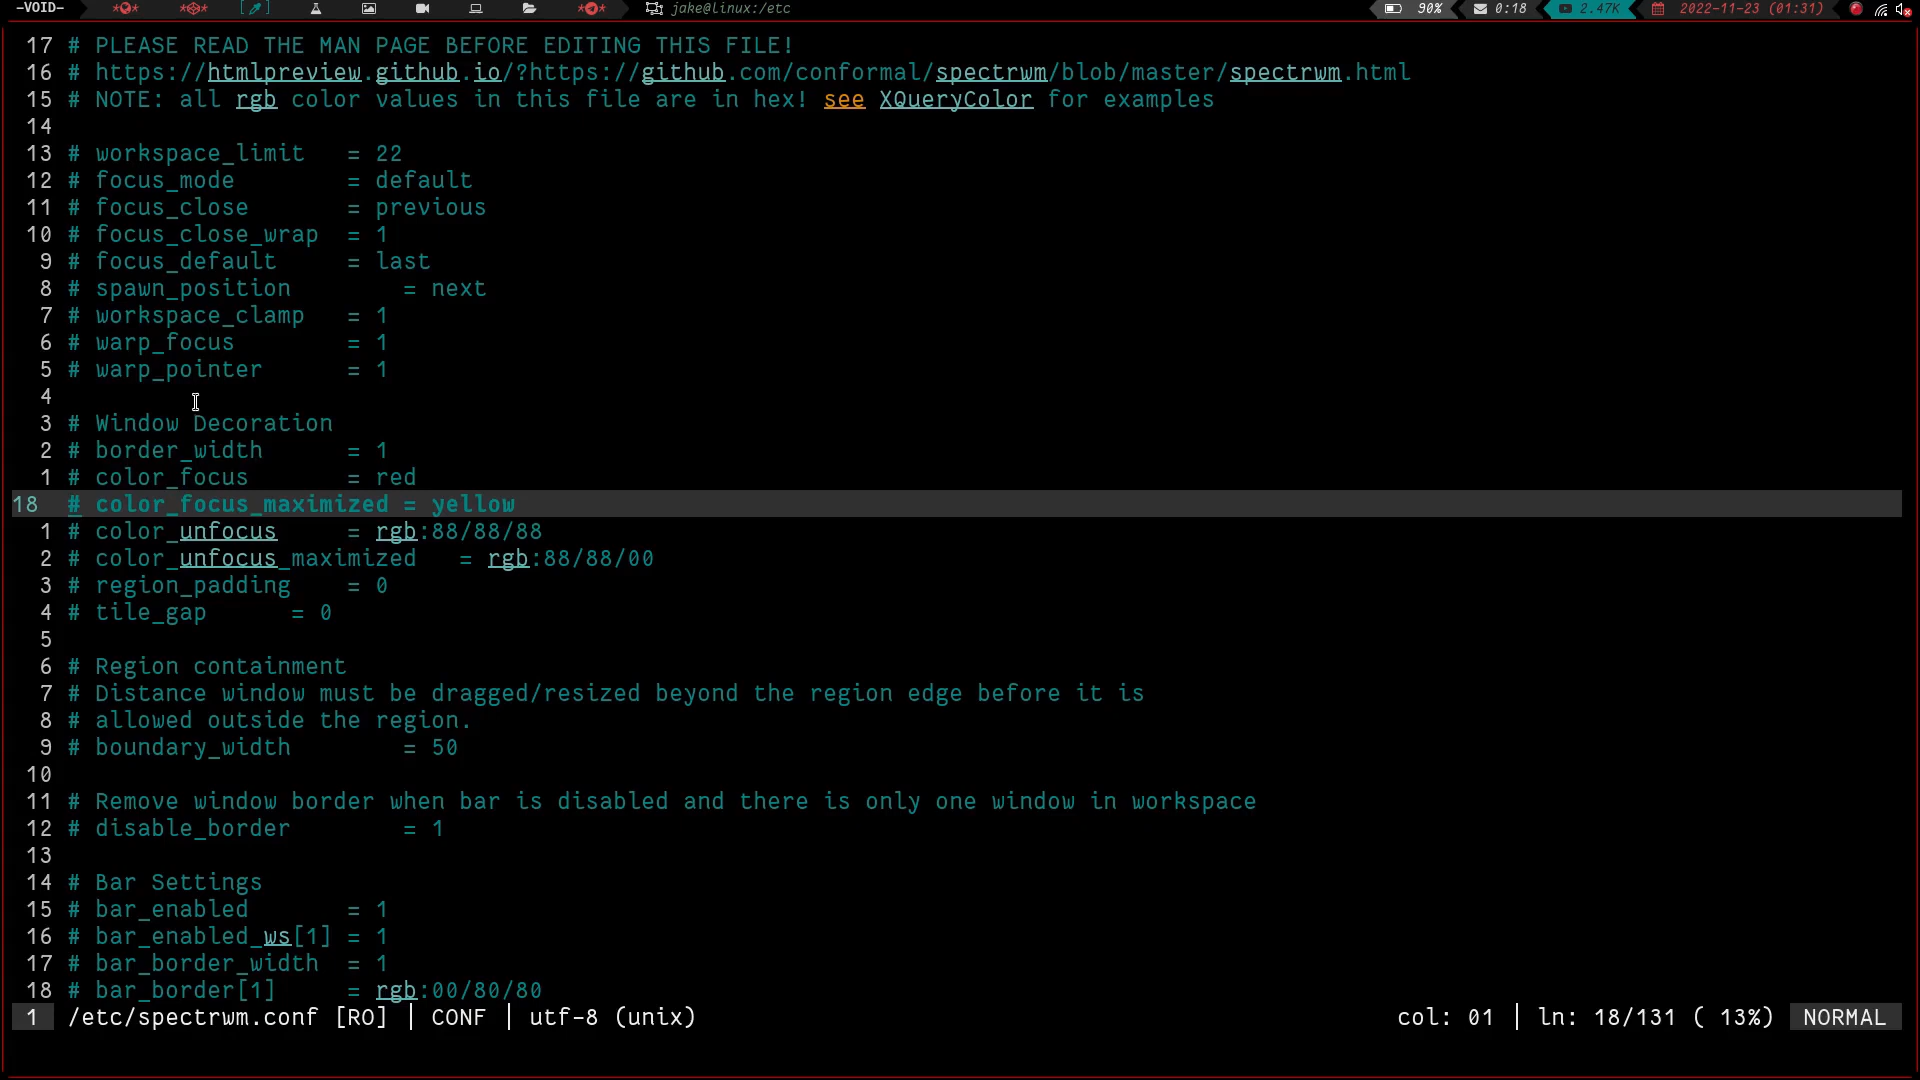 -VOID- jake@linux:/etc 90% 0:18 2.47K 2022-11-23 (01:31)
17 # PLEASE READ THE MAN PAGE BEFORE EDITING THIS FILE!
16 # https://htmlpreview.github.io/?https://github.com/conformal/spectrwm/blob/master/spectrwm.html
15 # NOTE: all rgb color values in this file are in hex! see XQueryColor for examples
14
13 # workspace_limit = 22
12 # focus_mode = default
11 # focus_close = previous
10 # focus_close_wrap = 1
9 # focus_default = last
8 # spawn_position = next
7 # workspace_clamp = 1
6 # warp_focus = 1
5 # warp_pointer = 1
4
3 # Window Decoration
2 # border_width = 1
1 # color_focus = red
18 # color_focus_maximized = yellow
1 # color_unfocus = rgb:88/88/88
2 # color_unfocus_maximized = rgb:88/88/00
3 # region_padding = 0
4 # tile_gap = 0
5
6 # Region containment
7 # Distance window must be dragged/resized beyond the region edge before it is
8 # allowed outside the region.
9 # boundary_width = 50
10
11 # Remove window border when bar is disabled and there is only one window in workspace
12 # disable_border = 1
13
14 # Bar Settings
15 # bar_enabled = 1
16 # bar_enabled_ws[1] = 1
17 # bar_border_width = 1
18 # bar_border[1] = rgb:00/80/80
1 /etc/spectrwm.conf [RO] | CONF | utf-8 (unix) col: 01 | ln: 18/131 ( 13%) NORMAL